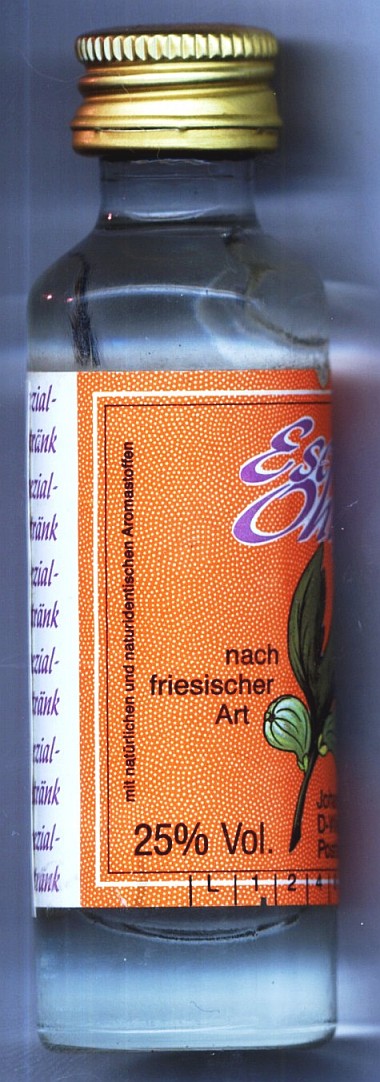 zial-
tränk
zial-
tränk
zial-
tränk
zial-
tränk
zial-
tränk
zial-
tränk
mit natürlichen und naturidentischen Aromastoffen
nach
friesischer
Art
25% Vol.
L 1 2 4